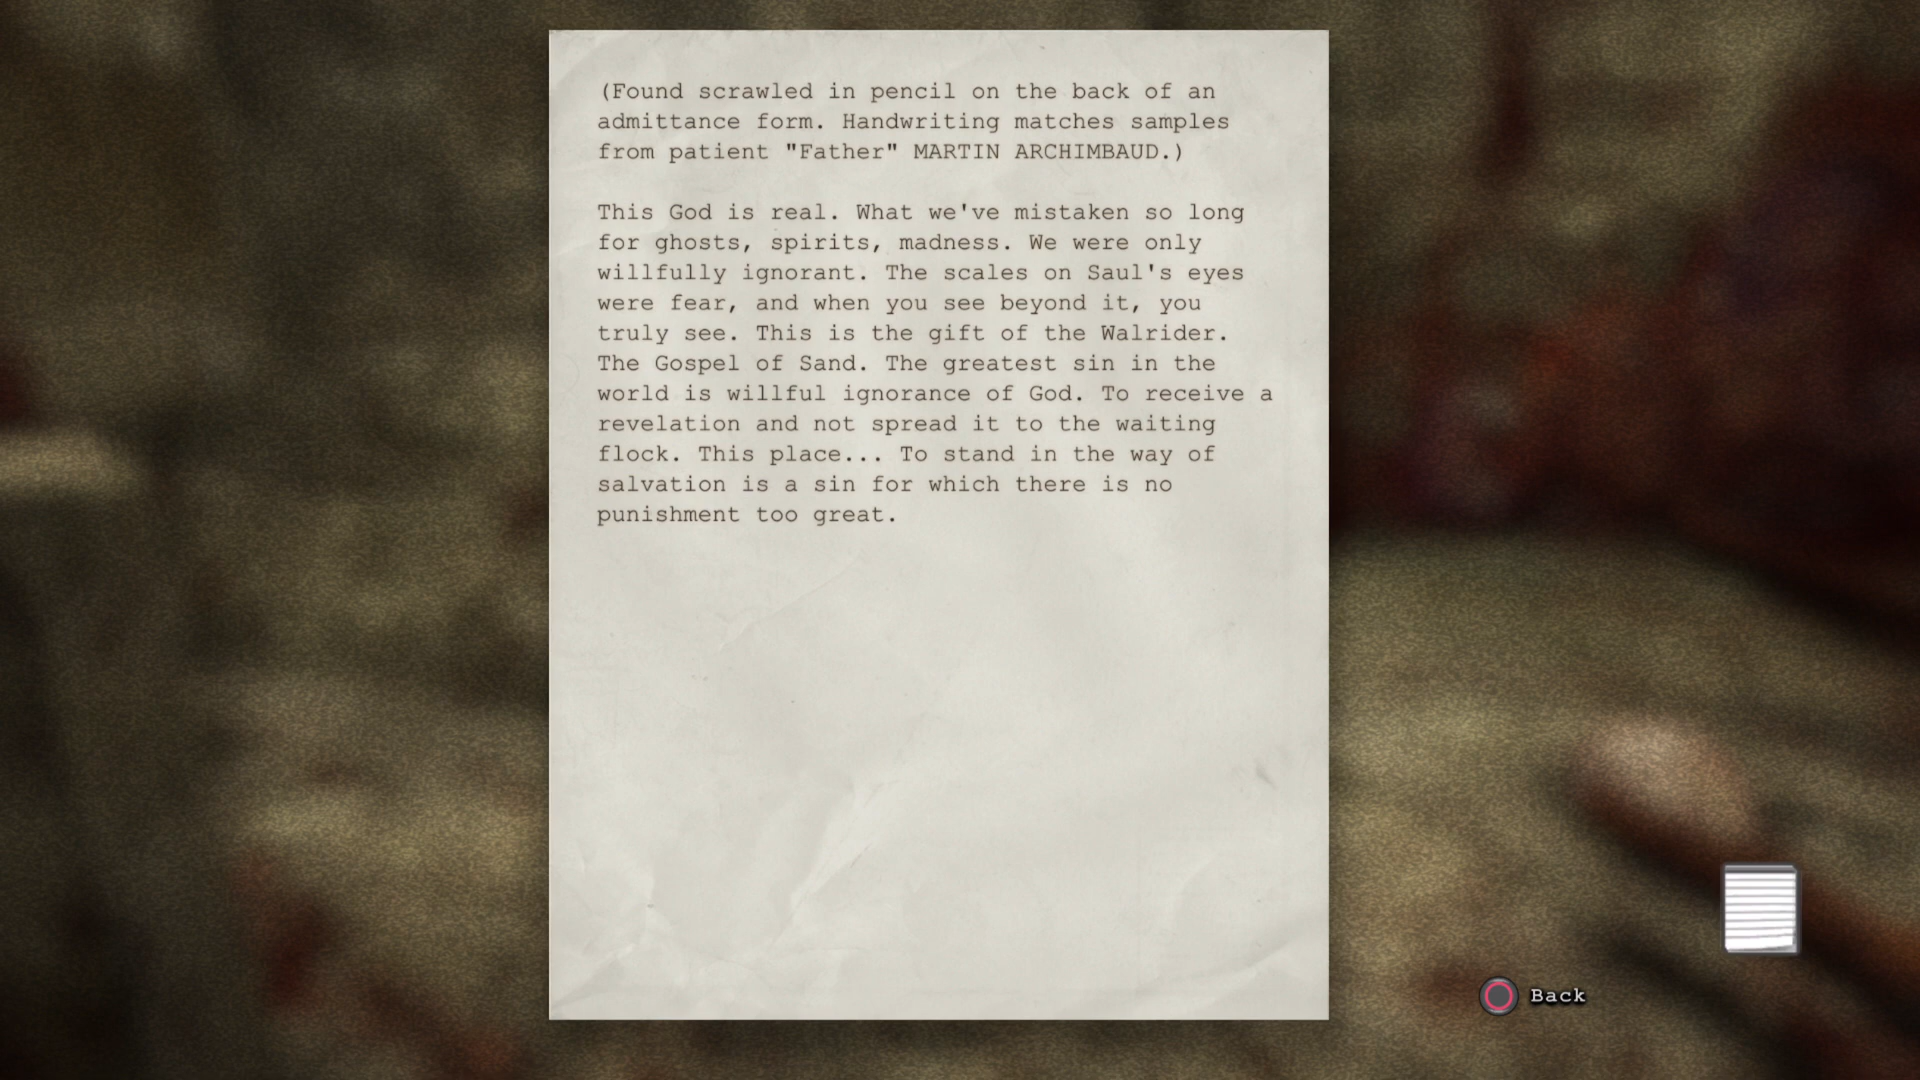 (Found scrawled in pencil on the back of an
admittance form. Handwriting matches samples
from patient "Father" MARTIN ARCHIMBAUD.)
This God is real. What we've mistaken so long
for ghosts, spirits, madness. We were only
willfully ignorant. The scales on Saul's eyes
were fear, and when you see beyond it, you
truly see. This is the gift of the Walrider.
The Gospel of Sand. The greatest sin in the
world is willful ignorance of God. To receive a
revelation and not spread it to the waiting
flock. This place... To stand in the way of
salvation is a sin for which there is no
punishment too great.
Back